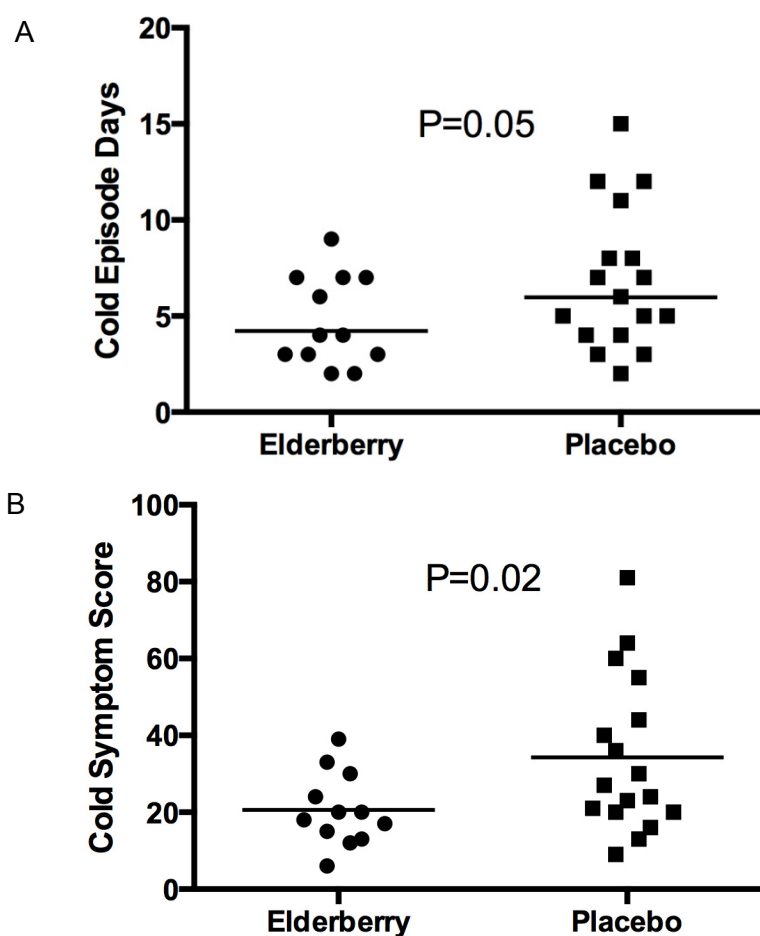 A
Cold Episode Days
20
15
10
5
0
P=0.05
Elderberry
Placebo
B
Cold Symptom Score
100
80
60
40
20
0
P=0.02
Elderberry
Placebo